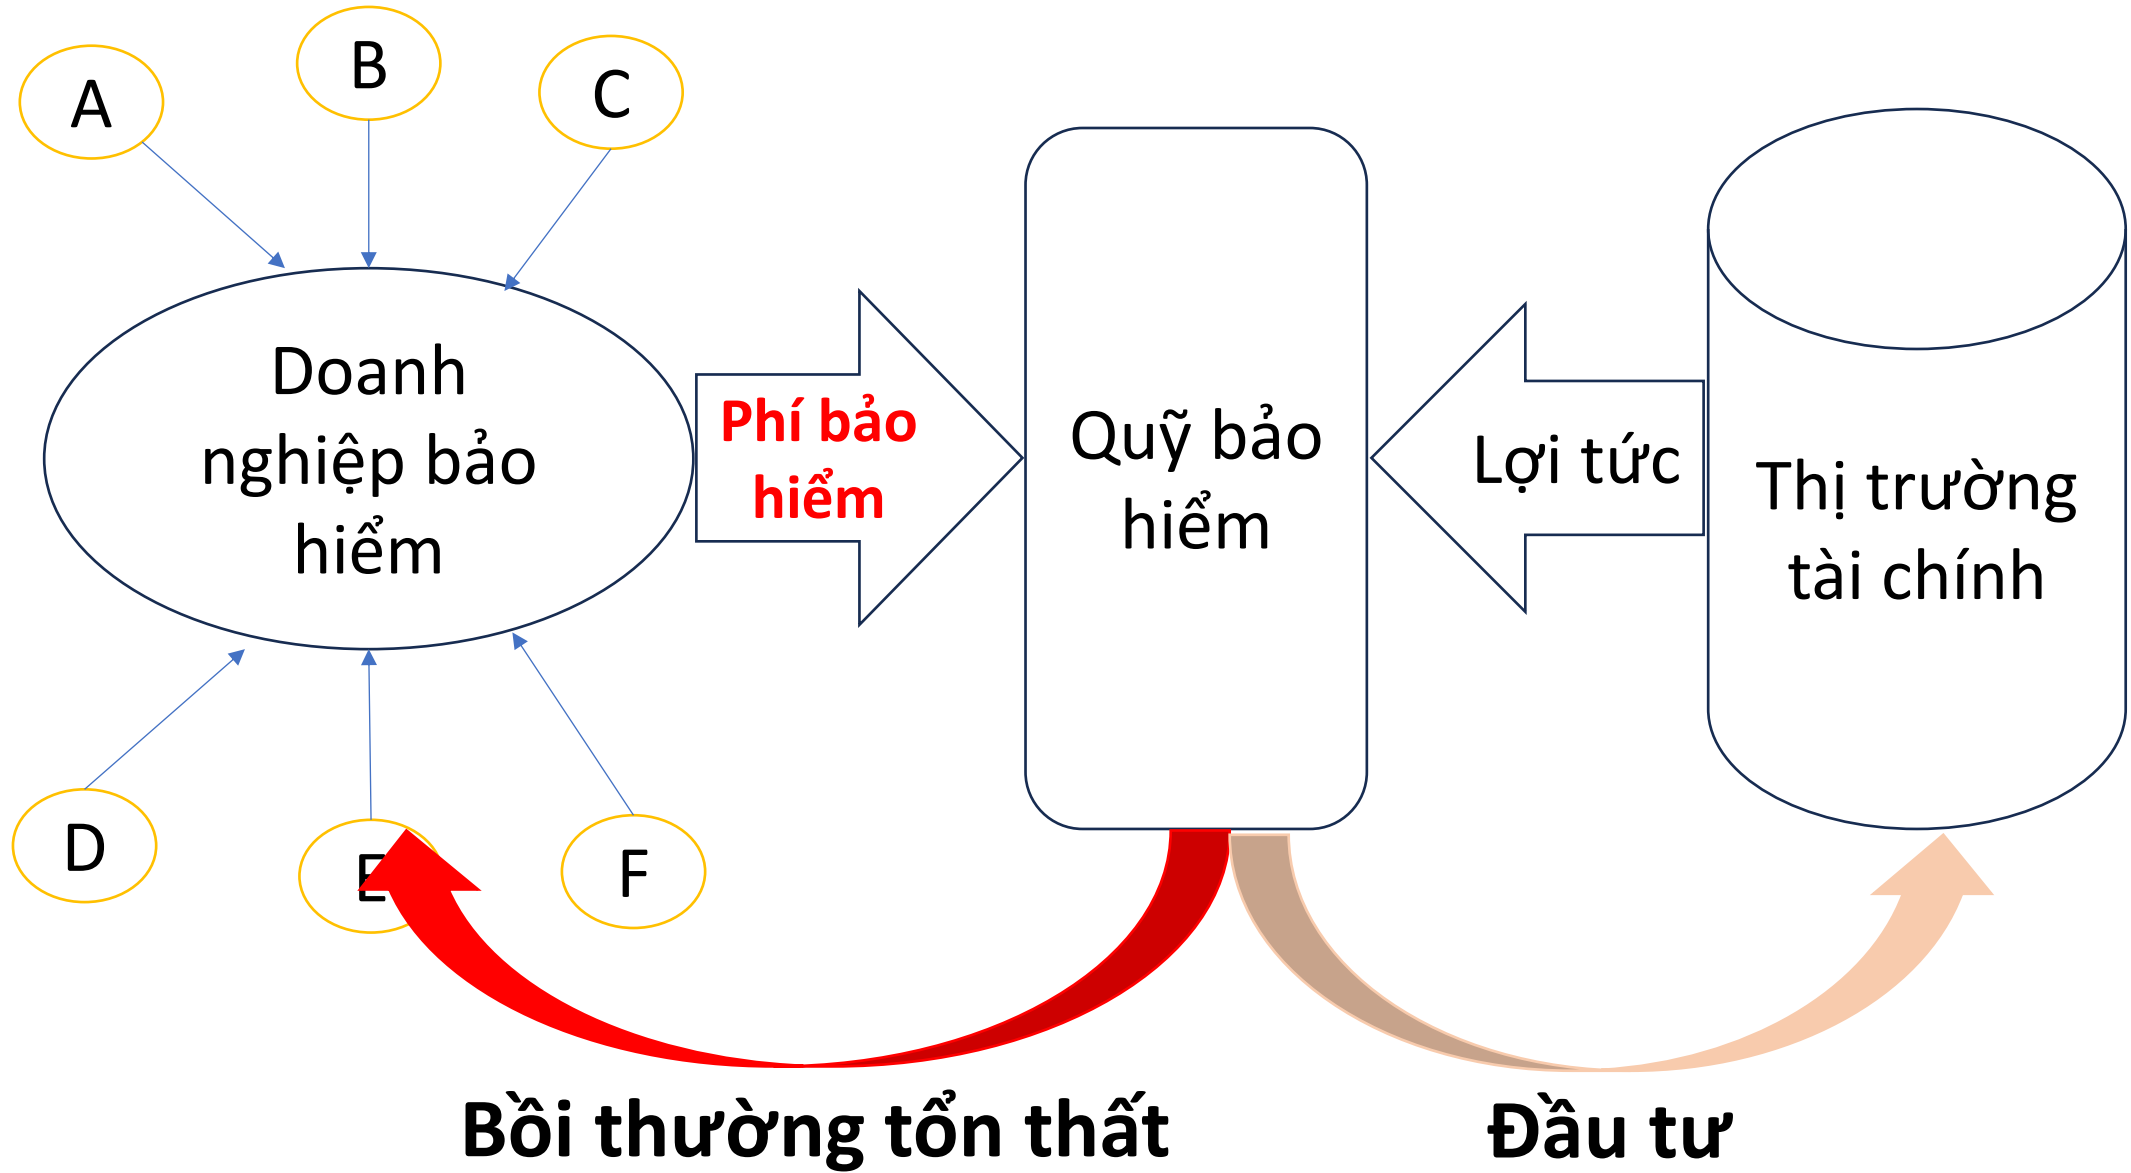 A
B
C
Doanh
nghiệp bảo
hiểm
Phí bảo
hiểm
Quỹ bảo
hiểm
Lợi tức
Thị trường
tài chính
D
E
F
Bồi thường tổn thất
Đầu tư